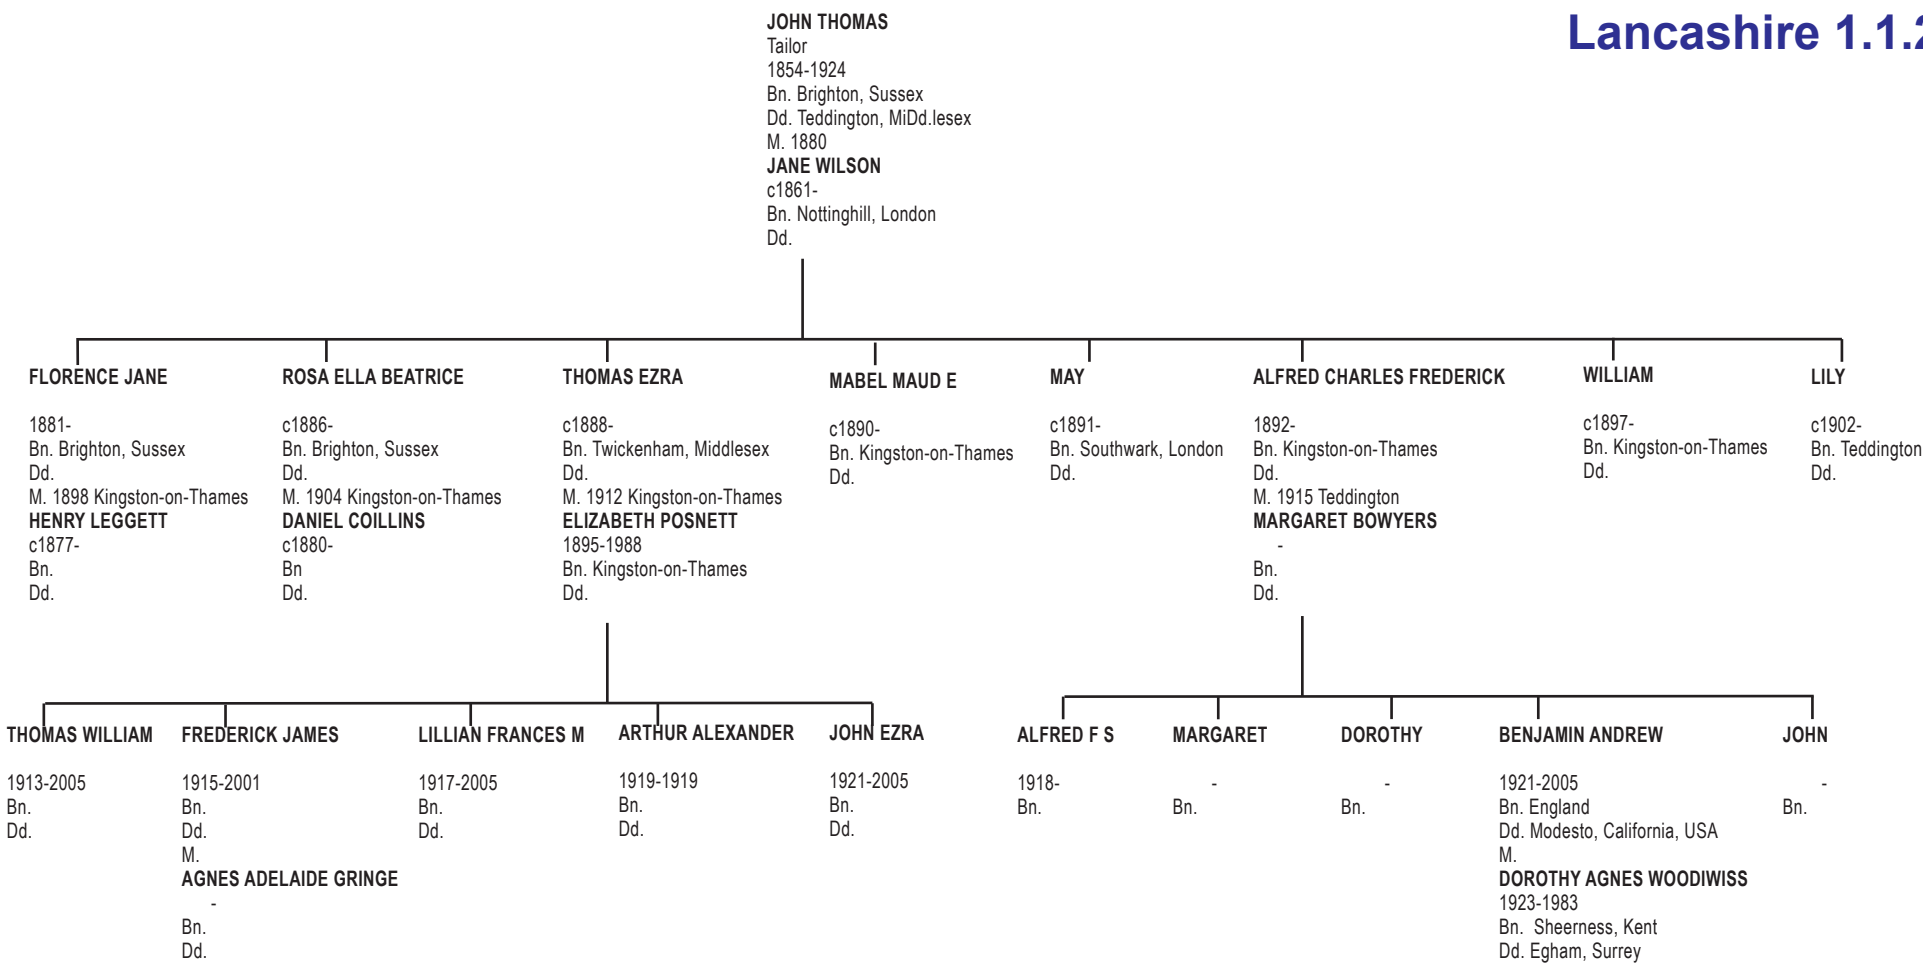 Lancashire 1.1.2
JOHN THOMAS
Tailor
1854-1924
Bn. Brighton, Sussex
Dd. Teddington, MiDd.lesex
M. 1880
JANE WILSON
c1861-
Bn. Nottinghill, London
Dd.
FLORENCE JANE
1881-
Bn. Brighton, Sussex
Dd.
M. 1898 Kingston-on-Thames
HENRY LEGGETT
c1877-
Bn.
Dd.
ROSA ELLA BEATRICE
c1886-
Bn. Brighton, Sussex
Dd.
M. 1904 Kingston-on-Thames
DANIEL COILLINS
c1880-
Bn
Dd.
THOMAS EZRA
c1888-
Bn. Twickenham, Middlesex
Dd.
M. 1912 Kingston-on-Thames
ELIZABETH POSNETT
1895-1988
Bn. Kingston-on-Thames
Dd.
MABEL MAUD E
c1890-
Bn. Kingston-on-Thames
Dd.
MAY
c1891-
Bn. Southwark, London
Dd.
ALFRED CHARLES FREDERICK
1892-
Bn. Kingston-on-Thames
Dd.
M. 1915 Teddington
MARGARET BOWYERS
-
Bn.
Dd.
WILLIAM
c1897-
Bn. Kingston-on-Thames
Dd.
LILY
c1902-
Bn. Teddington
Dd.
THOMAS WILLIAM
1913-2005
Bn.
Dd.
FREDERICK JAMES
1915-2001
Bn.
Dd.
M.
AGNES ADELAIDE GRINGE
-
Bn.
Dd.
LILLIAN FRANCES M
1917-2005
Bn.
Dd.
ARTHUR ALEXANDER
1919-1919
Bn.
Dd.
JOHN EZRA
1921-2005
Bn.
Dd.
ALFRED F S
1918-
Bn.
MARGARET
-
Bn.
DOROTHY
-
Bn.
BENJAMIN ANDREW
1921-2005
Bn. England
Dd. Modesto, California, USA
M.
DOROTHY AGNES WOODIWISS
1923-1983
Bn. Sheerness, Kent
Dd. Egham, Surrey
JOHN
-
Bn.